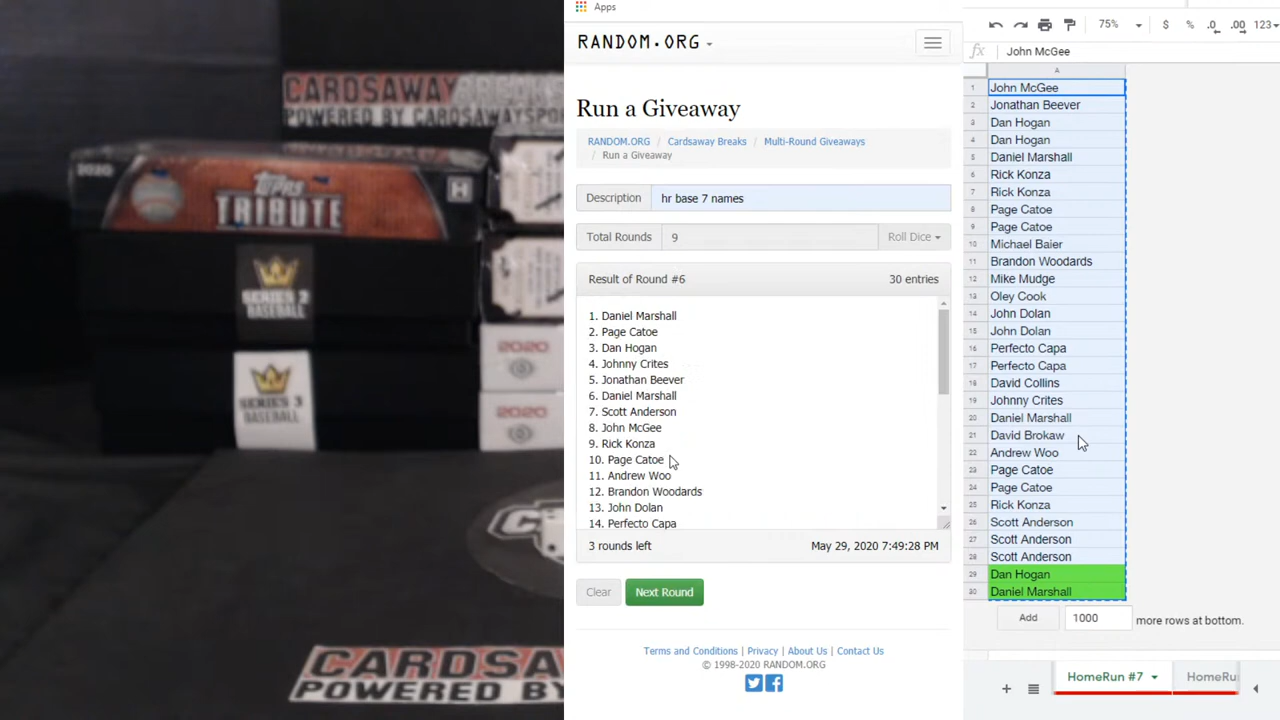 CARDSAWAY
POWERED BY CARDSAWAYSPO
2020
Topps
TRIBUTE
H
SERIES 2
BASEBALL
SERIES 3
BASEBALL
2020
2020
CARDSAWA
POWERED BY
Apps
RANDOM.ORG
Run a Giveaway
RANDOM.ORG / Cardsaway Breaks / Multi-Round Giveaways
/ Run a Giveaway
Description hr base 7 names
Total Rounds 9 Roll Dice
Result of Round #6 30 entries
1. Daniel Marshall
2. Page Catoe
3. Dan Hogan
4. Johnny Crites
5. Jonathan Beever
6. Daniel Marshall
7. Scott Anderson
8. John McGee
9. Rick Konza
10. Page Catoe
11. Andrew Woo
12. Brandon Woodards
13. John Dolan
14. Perfecto Capa
3 rounds left May 29, 2020 7:49:28 PM
Clear Next Round
Terms and Conditions | Privacy | About Us | Contact Us
© 1998-2020 RANDOM.ORG
75% $ % .0 .00 123
fx John McGee
A
1 John McGee
2 Jonathan Beever
3 Dan Hogan
4 Dan Hogan
5 Daniel Marshall
6 Rick Konza
7 Rick Konza
8 Page Catoe
9 Page Catoe
10 Michael Baier
11 Brandon Woodards
12 Mike Mudge
13 Oley Cook
14 John Dolan
15 John Dolan
16 Perfecto Capa
17 Perfecto Capa
18 David Collins
19 Johnny Crites
20 Daniel Marshall
21 David Brokaw
22 Andrew Woo
23 Page Catoe
24 Page Catoe
25 Rick Konza
26 Scott Anderson
27 Scott Anderson
28 Scott Anderson
29 Dan Hogan
30 Daniel Marshall
Add 1000 more rows at bottom.
+ HomeRun #7 HomeRu